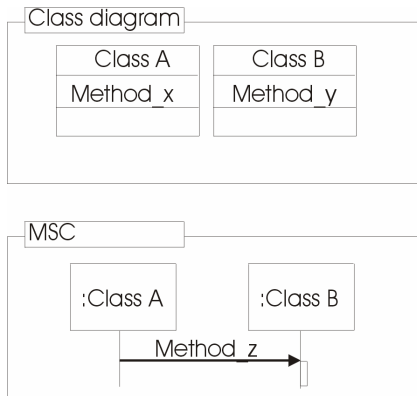 Class diagram
Class A
Class B
Method_x
Method_y
MSC
:Class A
:Class B
Method_z